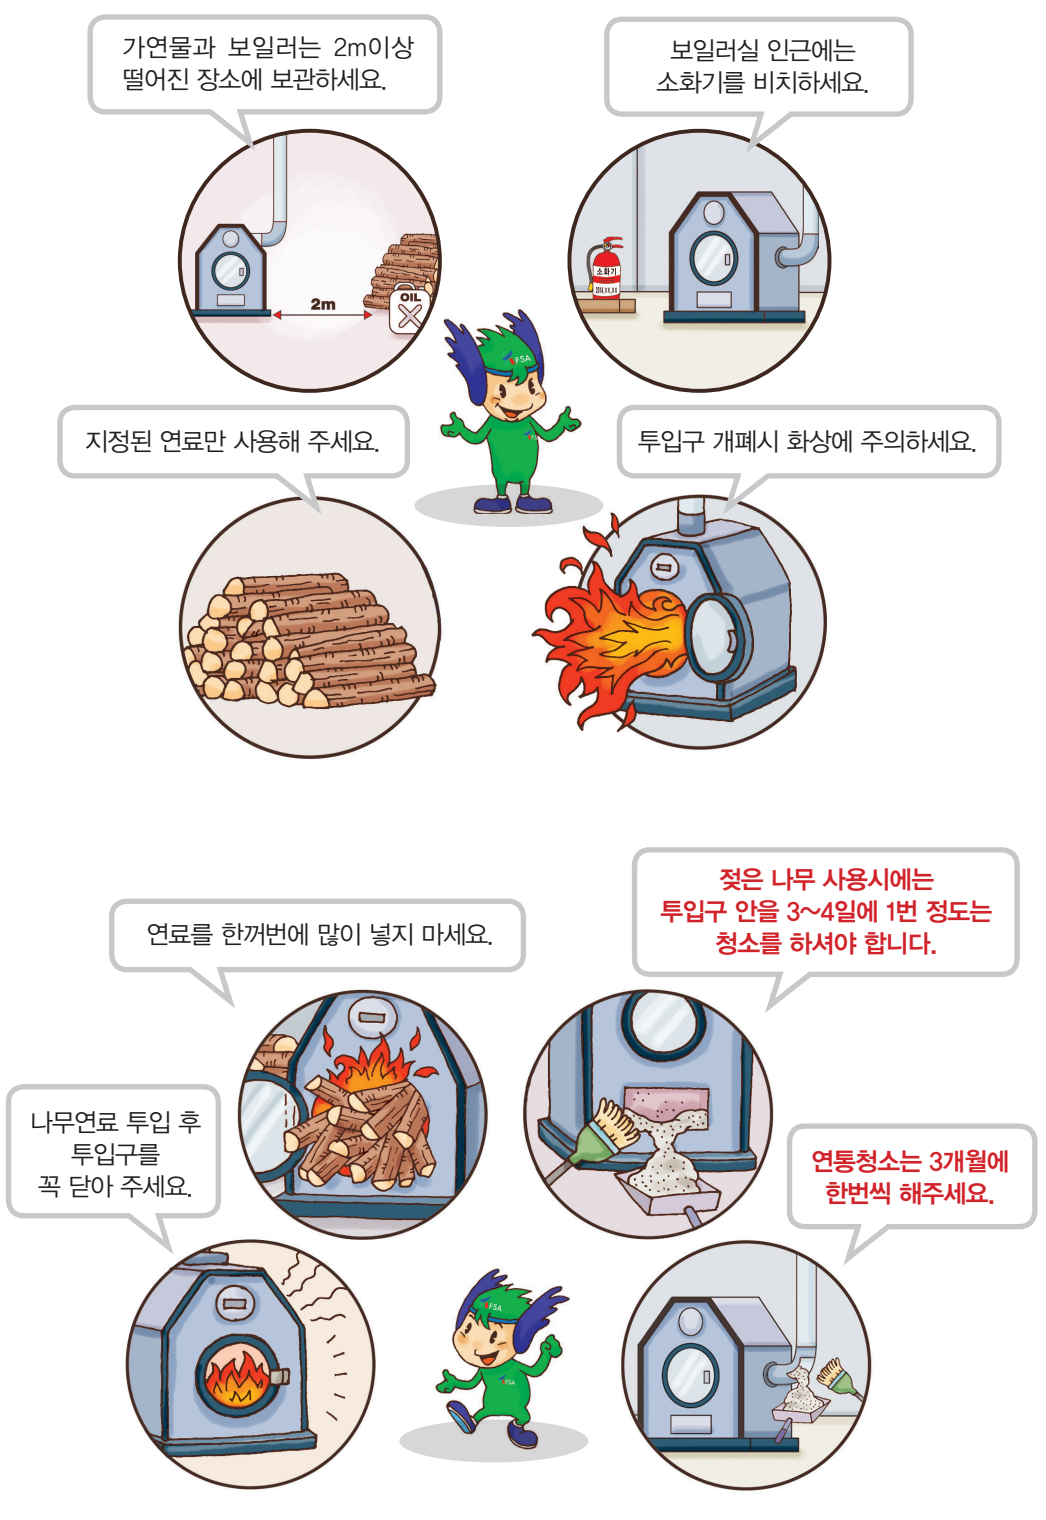 가연물과 보일러는 2m이상
떨어진 장소에 보관하세요.
보일러실 인근에는
소화기를 비치하세요.
2m
OIL
소화기
FSA
지정된 연료만 사용해 주세요.
투입구 개폐시 화상에 주의하세요.
젖은 나무 사용시에는
투입구 안을 3~4일에 1번 정도는
청소를 하셔야 합니다.
연료를 한꺼번에 많이 넣지 마세요.
나무연료 투입 후
투입구를
꼭 닫아 주세요.
연통청소는 3개월에
한번씩 해주세요.
FSA
FSA